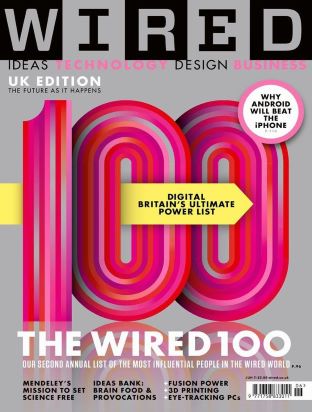 WIRED
IDEAS TECHNOLOGY DESIGN BUSINESS
UK EDITION
THE FUTURE AS IT HAPPENS
WHY
ANDROID
WILL BEAT
THE
iPHONE
100
DIGITAL
BRITAIN'S ULTIMATE
POWER LIST
THE WIRED 100
OUR SECOND ANNUAL LIST OF THE MOST INFLUENTIAL PEOPLE IN THE WIRED WORLD P.96
MENDELEY'S
MISSION TO SET
SCIENCE FREE
IDEAS BANK:
BRAIN FOOD &
PROVOCATIONS
+FUSION POWER
+3D PRINTING
+EYE-TRACKING PCs